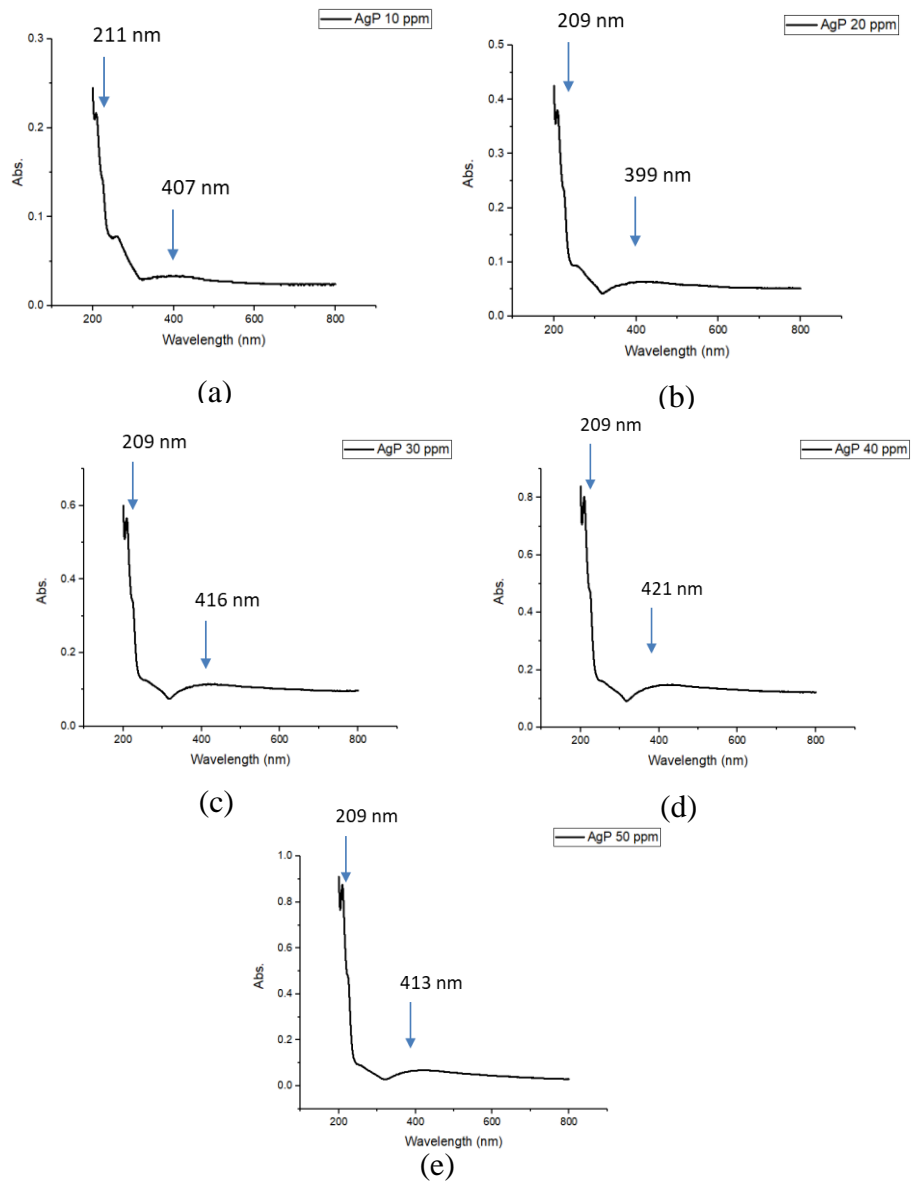 AgP 10 ppm
211 nm
407 nm
0.3
0.2
0.1
0.0
Abs.
200 400 600 800
Wavelength (nm)
(a)
AgP 20 ppm
209 nm
399 nm
0.5
0.4
0.3
0.2
0.1
0.0
Abs.
200 400 600 800
Wavelength (nm)
(b)
AgP 30 ppm
209 nm
416 nm
0.6
0.4
0.2
0.0
Abs.
200 400 600 800
Wavelength (nm)
(c)
AgP 40 ppm
209 nm
421 nm
0.8
0.6
0.4
0.2
0.0
Abs.
200 400 600 800
Wavelength (nm)
(d)
AgP 50 ppm
209 nm
413 nm
1.0
0.8
0.6
0.4
0.2
0.0
Abs.
200 400 600 800
Wavelength (nm)
(e)